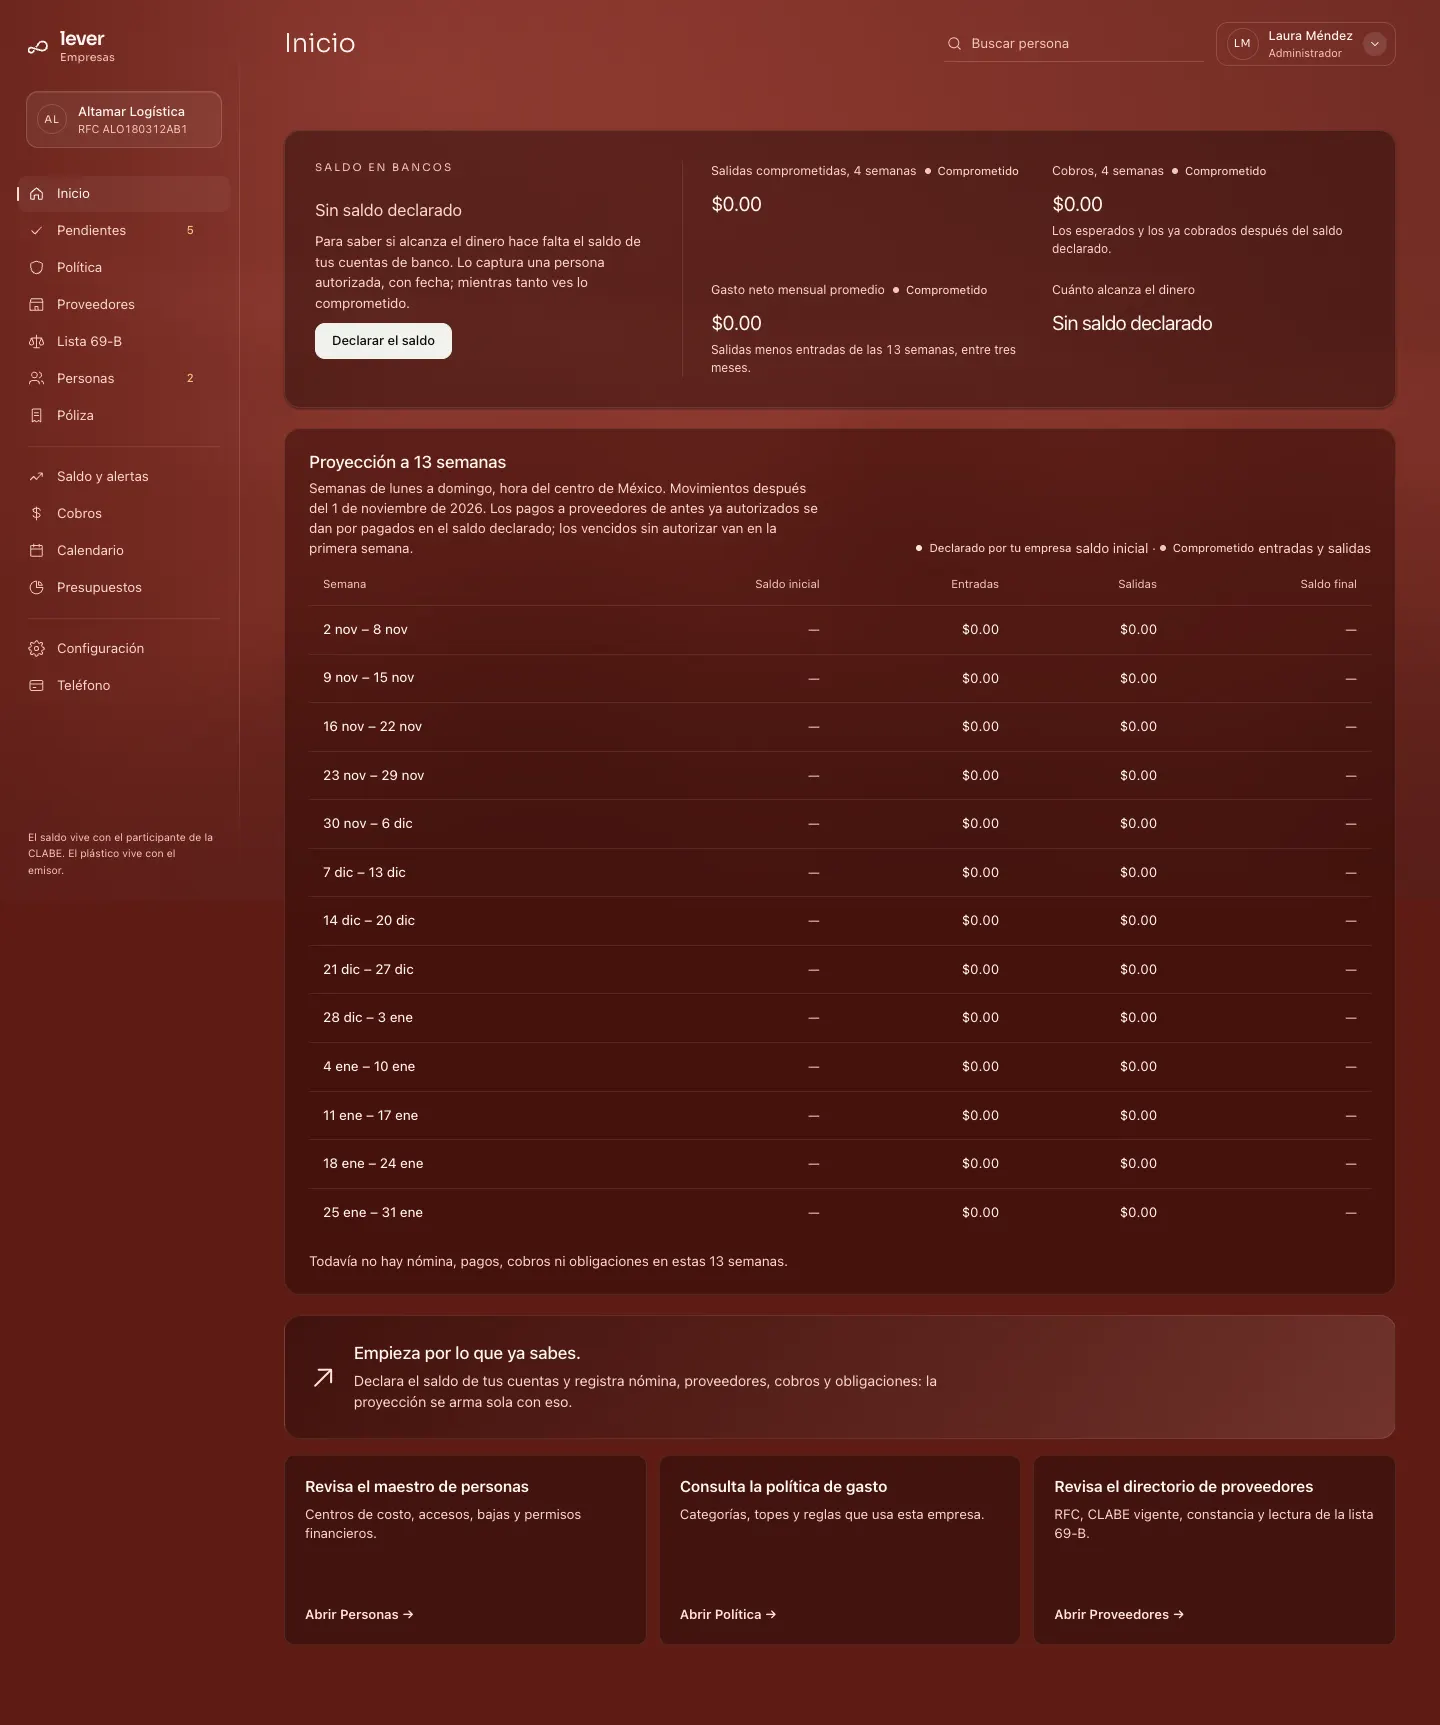 lever
Empresas
AL
Altamar Logística
RFC ALO180312AB1
Inicio
Pendientes 5
Política
Proveedores
Lista 69-B
Personas 2
Póliza
Saldo y alertas
Cobros
Calendario
Presupuestos
Configuración
Teléfono
El saldo vive con el participante de la
CLABE. El plástico vive con el
emisor.
Inicio
Buscar persona
LM
Laura Méndez
Administrador
SALDO EN BANCOS
Sin saldo declarado
Para saber si alcanza el dinero hace falta el saldo de
tus cuentas de banco. Lo captura una persona
autorizada, con fecha; mientras tanto ves lo
comprometido.
Declarar el saldo
Salidas comprometidas, 4 semanas • Comprometido
$0.00
Cobros, 4 semanas • Comprometido
$0.00
Los esperados y los ya cobrados después del saldo
declarado.
Gasto neto mensual promedio • Comprometido
$0.00
Salidas menos entradas de las 13 semanas, entre tres
meses.
Cuánto alcanza el dinero
Sin saldo declarado
Proyección a 13 semanas
Semanas de lunes a domingo, hora del centro de México. Movimientos después
del 1 de noviembre de 2026. Los pagos a proveedores de antes ya autorizados se
dan por pagados en el saldo declarado; los vencidos sin autorizar van en la
primera semana.
• Declarado por tu empresa saldo inicial · • Comprometido entradas y salidas
Semana Saldo inicial Entradas Salidas Saldo final
2 nov – 8 nov — $0.00 $0.00 —
9 nov – 15 nov — $0.00 $0.00 —
16 nov – 22 nov — $0.00 $0.00 —
23 nov – 29 nov — $0.00 $0.00 —
30 nov – 6 dic — $0.00 $0.00 —
7 dic – 13 dic — $0.00 $0.00 —
14 dic – 20 dic — $0.00 $0.00 —
21 dic – 27 dic — $0.00 $0.00 —
28 dic – 3 ene — $0.00 $0.00 —
4 ene – 10 ene — $0.00 $0.00 —
11 ene – 17 ene — $0.00 $0.00 —
18 ene – 24 ene — $0.00 $0.00 —
25 ene – 31 ene — $0.00 $0.00 —
Todavía no hay nómina, pagos, cobros ni obligaciones en estas 13 semanas.
Empieza por lo que ya sabes.
Declara el saldo de tus cuentas y registra nómina, proveedores, cobros y obligaciones: la
proyección se arma sola con eso.
Revisa el maestro de personas
Centros de costo, accesos, bajas y permisos
financieros.
Abrir Personas →
Consulta la política de gasto
Categorías, topes y reglas que usa esta empresa.
Abrir Política →
Revisa el directorio de proveedores
RFC, CLABE vigente, constancia y lectura de la lista
69-B.
Abrir Proveedores →